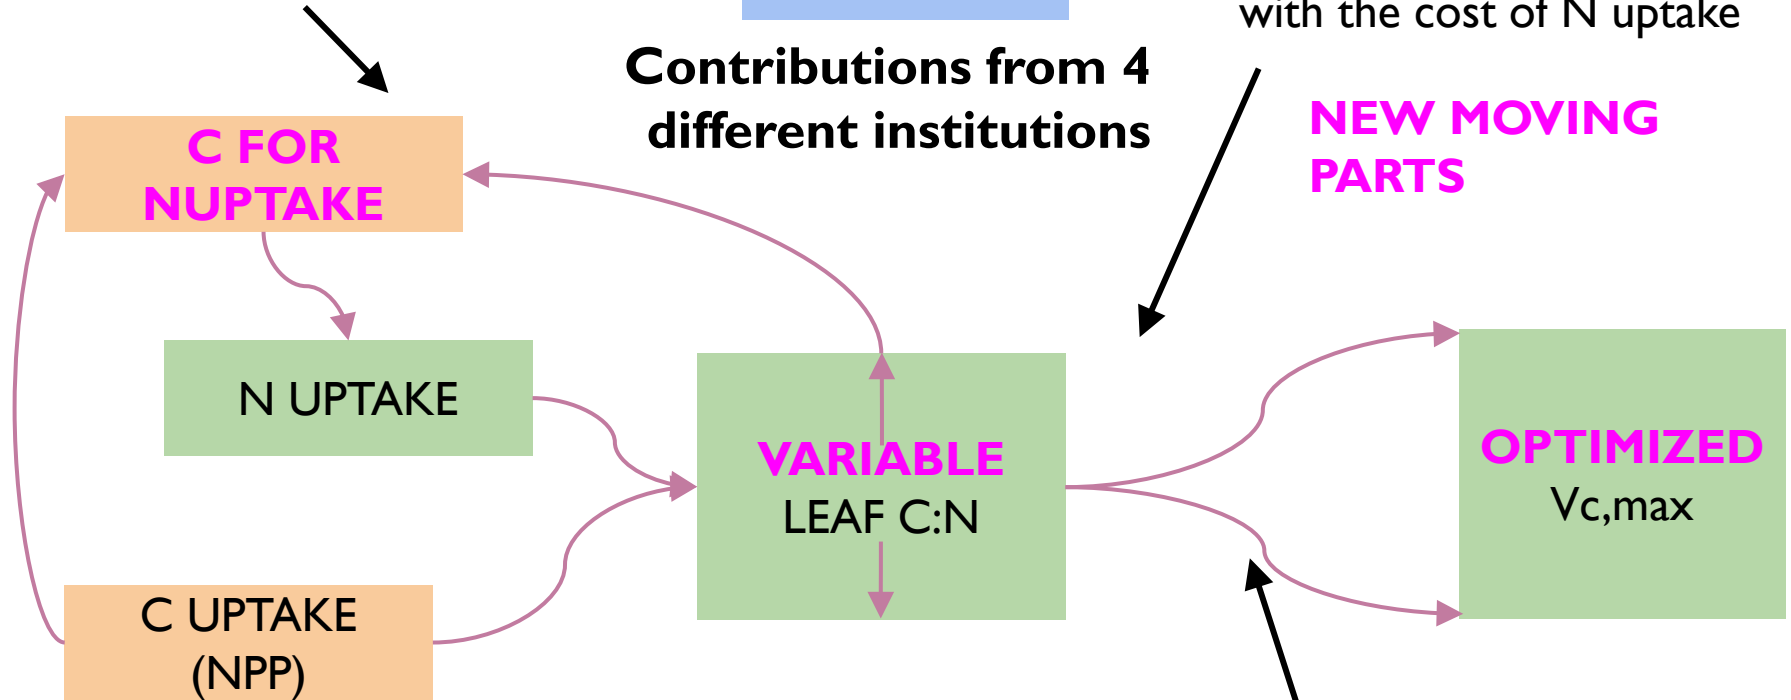 with the cost of N uptake
Contributions from 4
different institutions
NEW MOVING
PARTS
C FOR
NUPTAKE
N UPTAKE
VARIABLE
LEAF C:N
OPTIMIZED
Vc,max
C UPTAKE
(NPP)